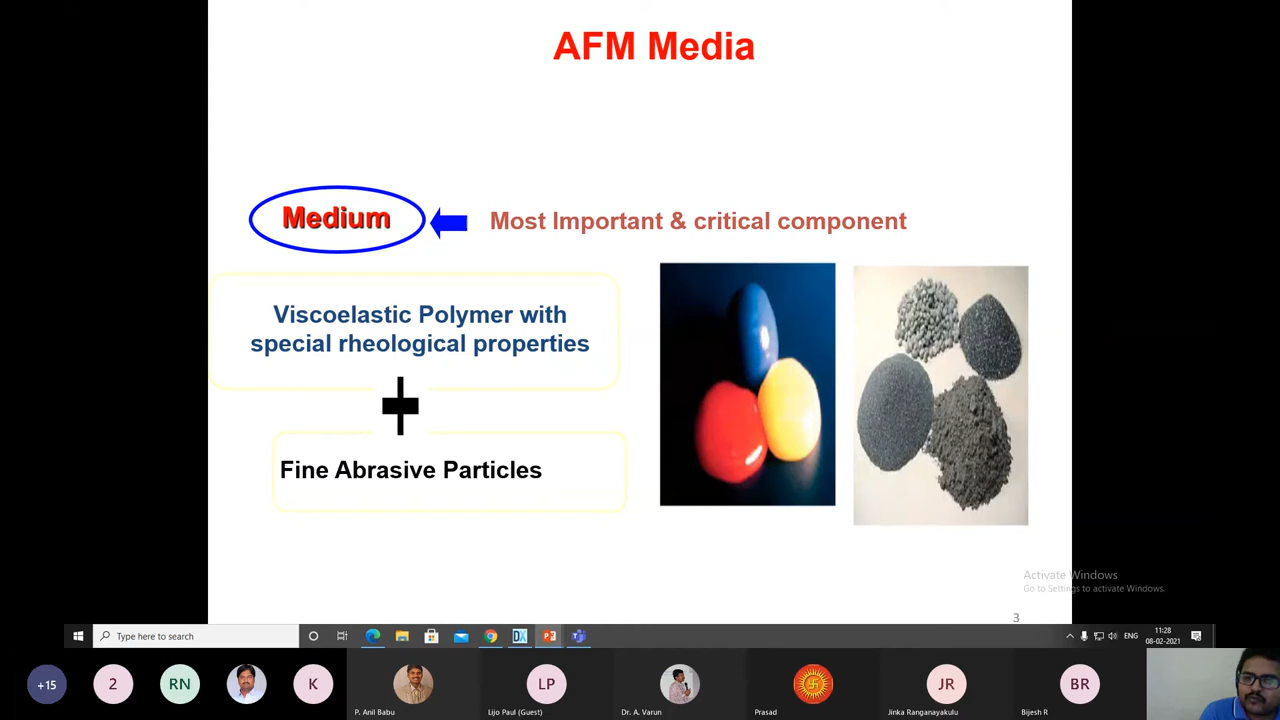 AFM Media
Medium
Most Important & critical component
Viscoelastic Polymer with
special rheological properties
Fine Abrasive Particles
Activate Windows
Go to Settings to activate Windows.
3
Type here to search
DX
ENG
11:28
08-02-2021
+15
2
RN
K
P. Anil Babu
LP
Lijo Paul (Guest)
Dr. A. Varun
Prasad
JR
Jinka Ranganayakulu
BR
Bijesh R